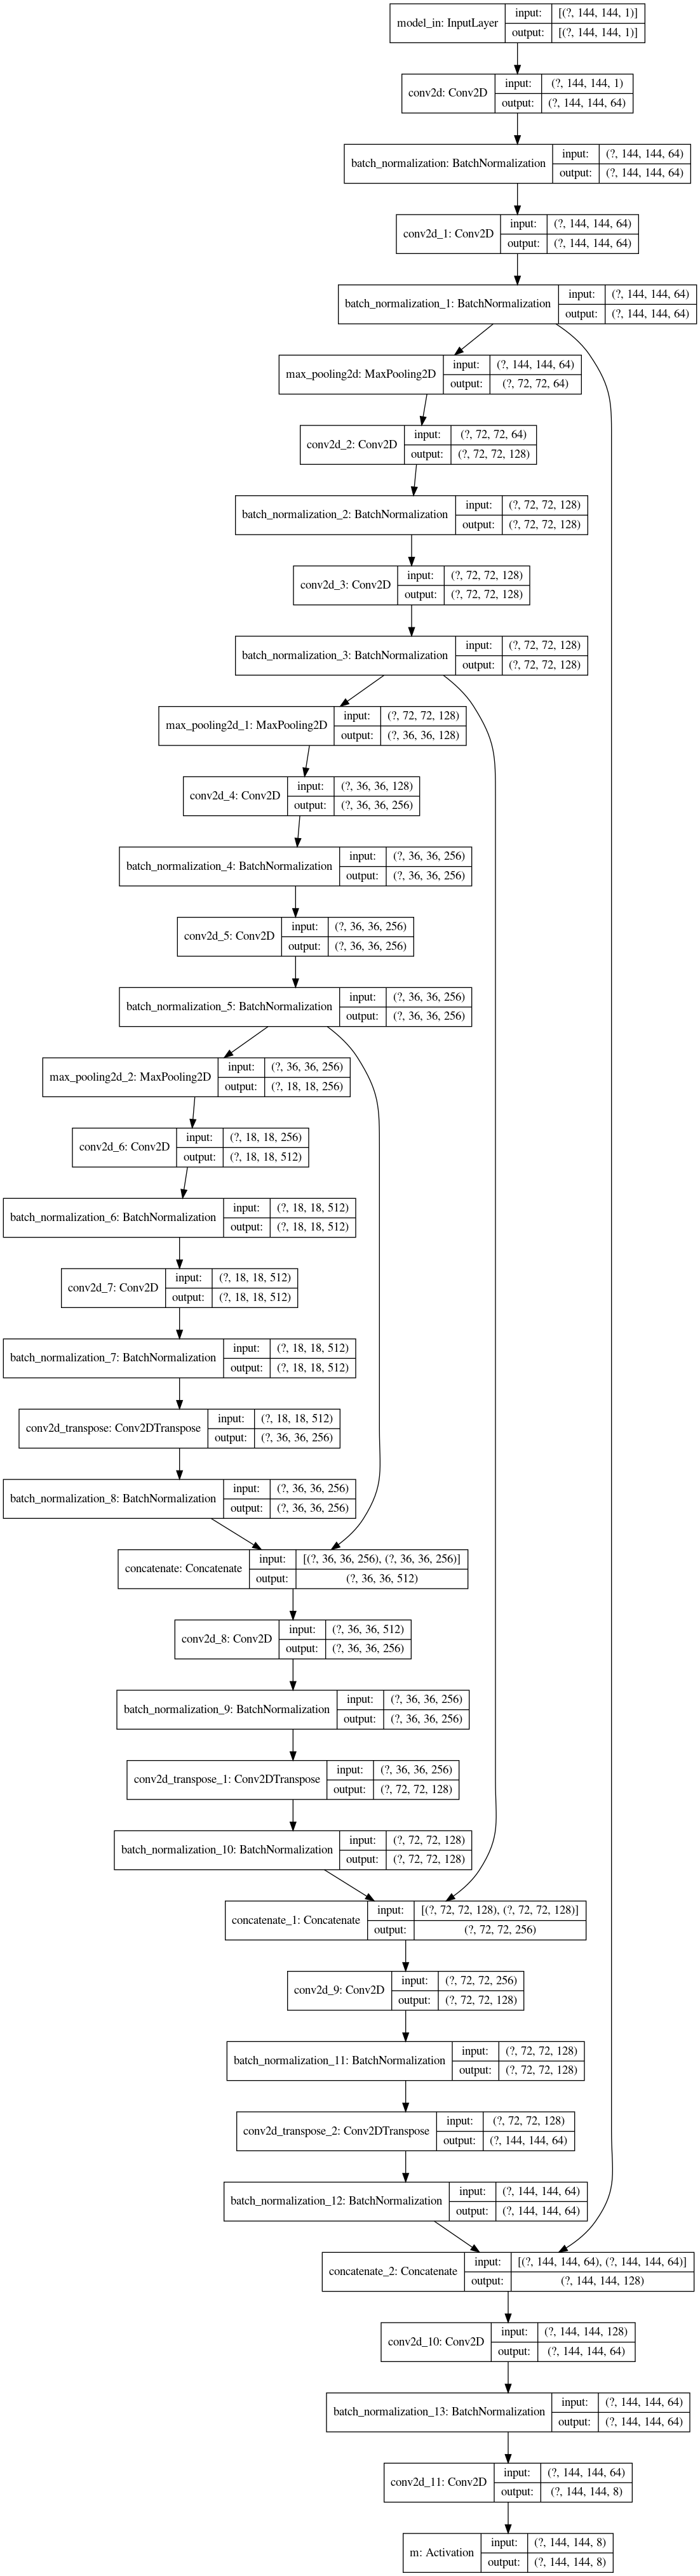 model_in: InputLayer
input: [(?, 144, 144, 1)]
output: [(?, 144, 144, 1)]
conv2d: Conv2D
input: (?, 144, 144, 1)
output: (?, 144, 144, 64)
batch_normalization: BatchNormalization
input: (?, 144, 144, 64)
output: (?, 144, 144, 64)
conv2d_1: Conv2D
input: (?, 144, 144, 64)
output: (?, 144, 144, 64)
batch_normalization_1: BatchNormalization
input: (?, 144, 144, 64)
output: (?, 144, 144, 64)
max_pooling2d: MaxPooling2D
input: (?, 144, 144, 64)
output: (?, 72, 72, 64)
conv2d_2: Conv2D
input: (?, 72, 72, 64)
output: (?, 72, 72, 128)
batch_normalization_2: BatchNormalization
input: (?, 72, 72, 128)
output: (?, 72, 72, 128)
conv2d_3: Conv2D
input: (?, 72, 72, 128)
output: (?, 72, 72, 128)
batch_normalization_3: BatchNormalization
input: (?, 72, 72, 128)
output: (?, 72, 72, 128)
max_pooling2d_1: MaxPooling2D
input: (?, 72, 72, 128)
output: (?, 36, 36, 128)
conv2d_4: Conv2D
input: (?, 36, 36, 128)
output: (?, 36, 36, 256)
batch_normalization_4: BatchNormalization
input: (?, 36, 36, 256)
output: (?, 36, 36, 256)
conv2d_5: Conv2D
input: (?, 36, 36, 256)
output: (?, 36, 36, 256)
batch_normalization_5: BatchNormalization
input: (?, 36, 36, 256)
output: (?, 36, 36, 256)
max_pooling2d_2: MaxPooling2D
input: (?, 36, 36, 256)
output: (?, 18, 18, 256)
conv2d_6: Conv2D
input: (?, 18, 18, 256)
output: (?, 18, 18, 512)
batch_normalization_6: BatchNormalization
input: (?, 18, 18, 512)
output: (?, 18, 18, 512)
conv2d_7: Conv2D
input: (?, 18, 18, 512)
output: (?, 18, 18, 512)
batch_normalization_7: BatchNormalization
input: (?, 18, 18, 512)
output: (?, 18, 18, 512)
conv2d_transpose: Conv2DTranspose
input: (?, 18, 18, 512)
output: (?, 36, 36, 256)
batch_normalization_8: BatchNormalization
input: (?, 36, 36, 256)
output: (?, 36, 36, 256)
concatenate: Concatenate
input: [(?, 36, 36, 256), (?, 36, 36, 256)]
output: (?, 36, 36, 512)
conv2d_8: Conv2D
input: (?, 36, 36, 512)
output: (?, 36, 36, 256)
batch_normalization_9: BatchNormalization
input: (?, 36, 36, 256)
output: (?, 36, 36, 256)
conv2d_transpose_1: Conv2DTranspose
input: (?, 36, 36, 256)
output: (?, 72, 72, 128)
batch_normalization_10: BatchNormalization
input: (?, 72, 72, 128)
output: (?, 72, 72, 128)
concatenate_1: Concatenate
input: [(?, 72, 72, 128), (?, 72, 72, 128)]
output: (?, 72, 72, 256)
conv2d_9: Conv2D
input: (?, 72, 72, 256)
output: (?, 72, 72, 128)
batch_normalization_11: BatchNormalization
input: (?, 72, 72, 128)
output: (?, 72, 72, 128)
conv2d_transpose_2: Conv2DTranspose
input: (?, 72, 72, 128)
output: (?, 144, 144, 64)
batch_normalization_12: BatchNormalization
input: (?, 144, 144, 64)
output: (?, 144, 144, 64)
concatenate_2: Concatenate
input: [(?, 144, 144, 64), (?, 144, 144, 64)]
output: (?, 144, 144, 128)
conv2d_10: Conv2D
input: (?, 144, 144, 128)
output: (?, 144, 144, 64)
batch_normalization_13: BatchNormalization
input: (?, 144, 144, 64)
output: (?, 144, 144, 64)
conv2d_11: Conv2D
input: (?, 144, 144, 64)
output: (?, 144, 144, 8)
m: Activation
input: (?, 144, 144, 8)
output: (?, 144, 144, 8)